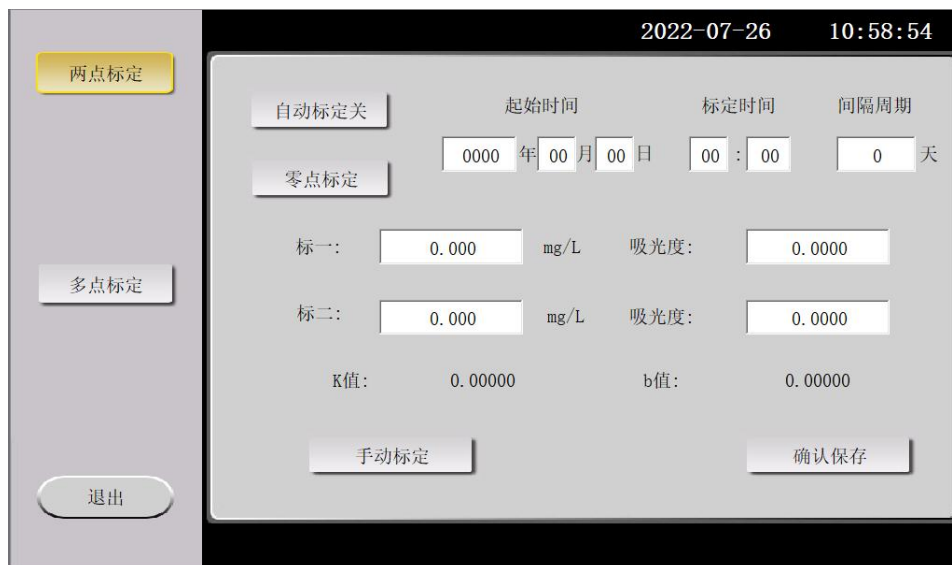 2022-07-26 10:58:54
两点标定
多点标定
退出
自动标定关 起始时间 标定时间 间隔周期
0000 年 00 月 00 日 00 : 00 0 天
零点标定
标一: 0.000 mg/L 吸光度: 0.0000
标二: 0.000 mg/L 吸光度: 0.0000
K值: 0.00000 b值: 0.00000
手动标定 确认保存